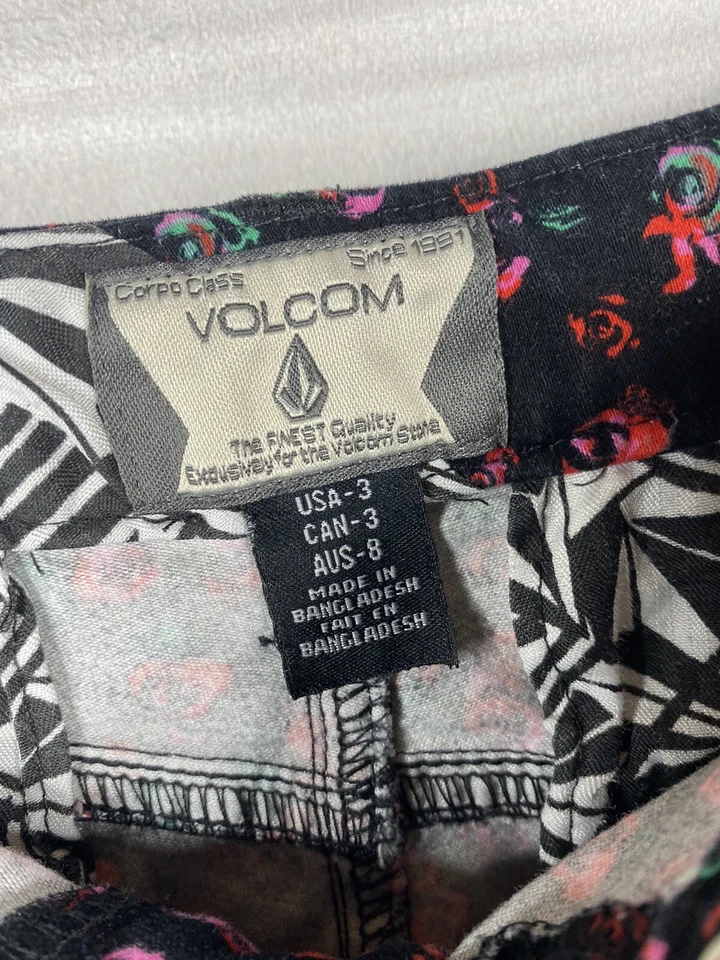 Corpo Class Since 1991
VOLCOM
The FINEST Quality
Exclusively for the Volcom Stone
USA-3
CAN-3
AUS-8
MADE IN
BANGLADESH
FAIT EN
BANGLADESH